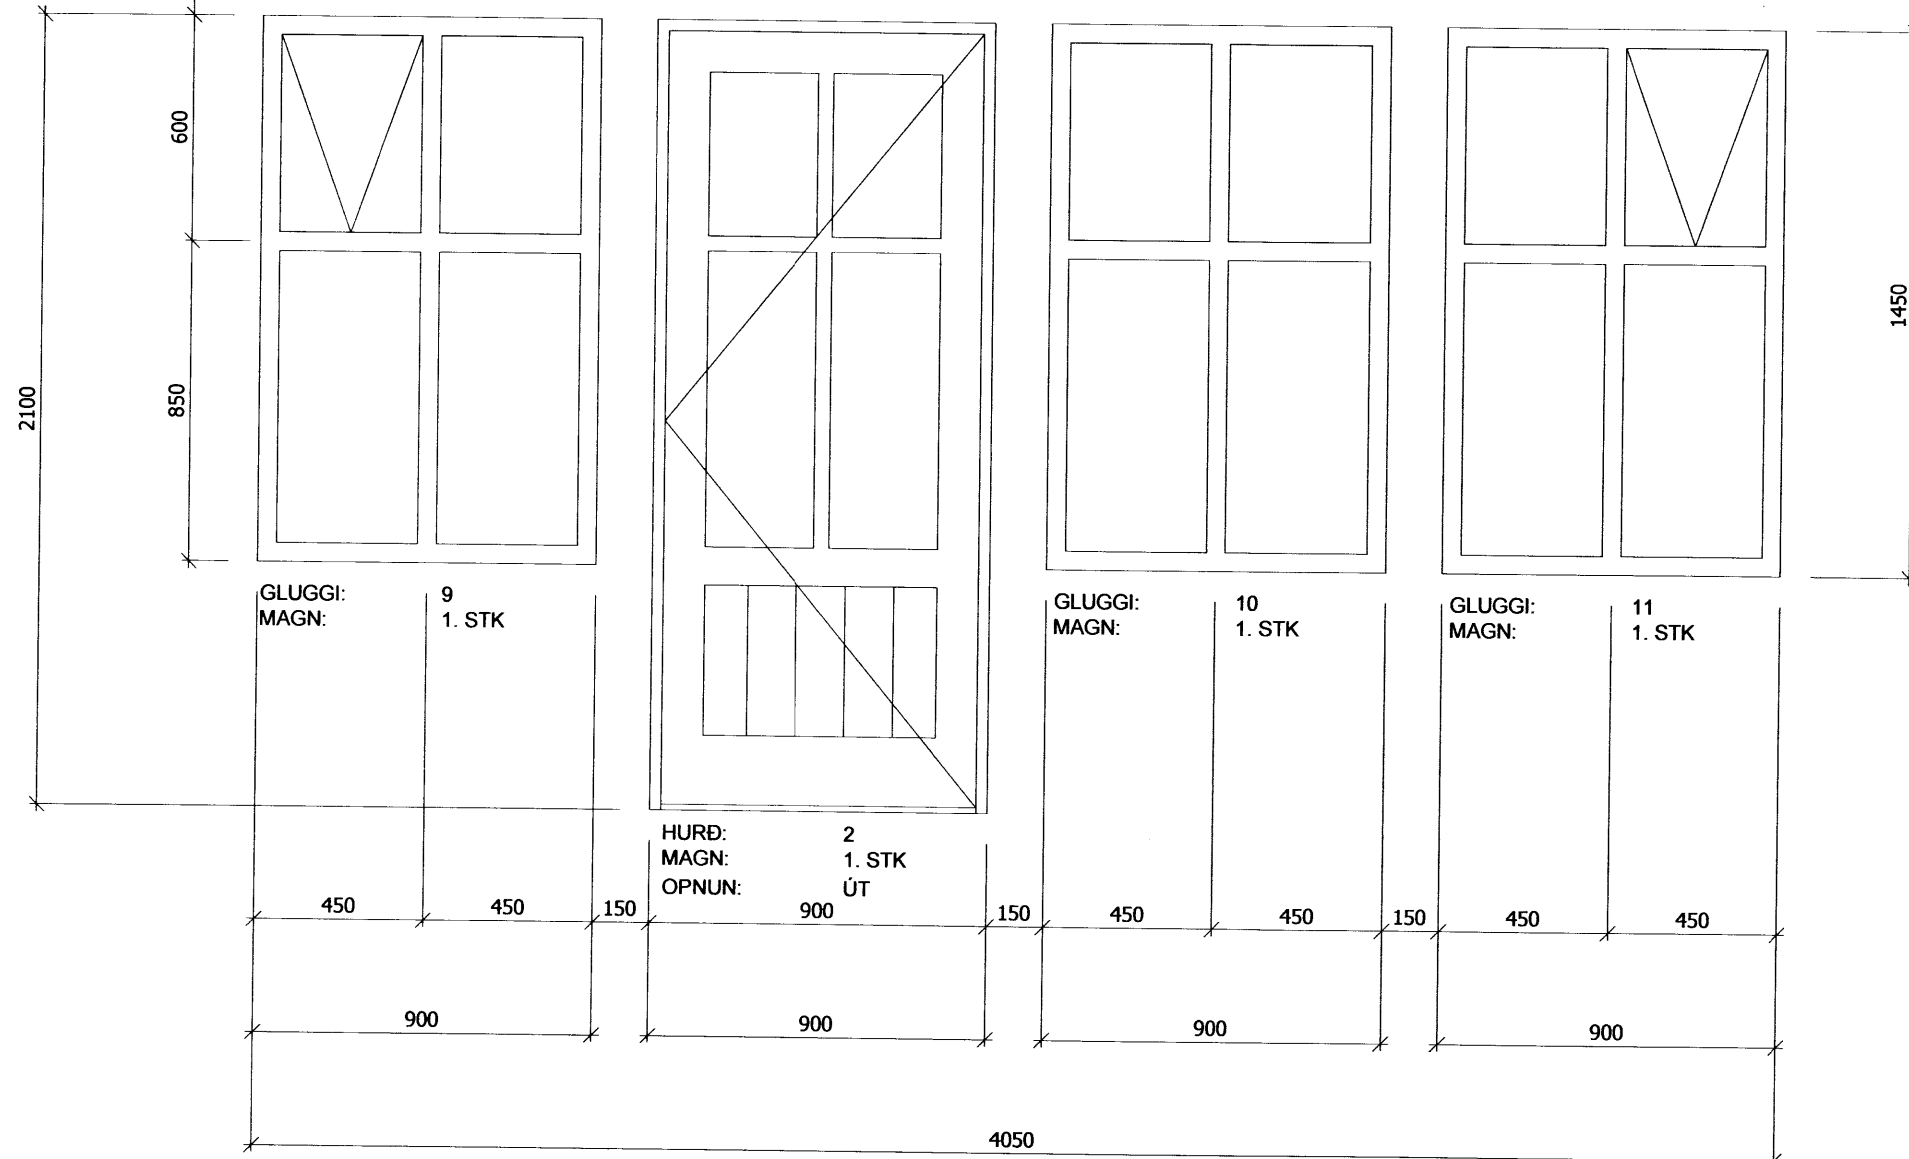 600
850
2100
1450
GLUGGI: 9
MAGN: 1. STK
HURÐ: 2
MAGN: 1. STK
OPNUN: ÚT
GLUGGI: 10
MAGN: 1. STK
GLUGGI: 11
MAGN: 1. STK
450 450 150 900 150 450 450 150 450 450
900 900 900 900
4050